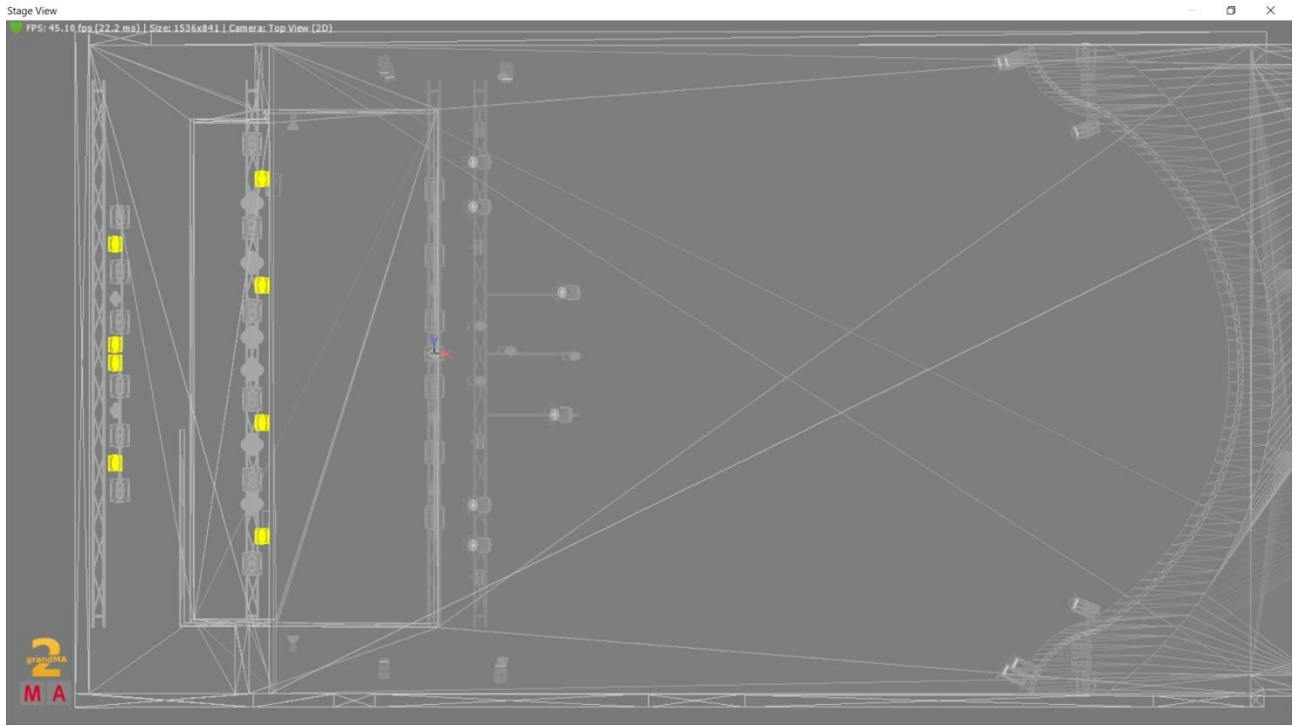 Stage View
FPS: 45.10 fps (22.2 ms) | Size: 1536x841 | Camera: Top View (2D)
2
grandMA
M A